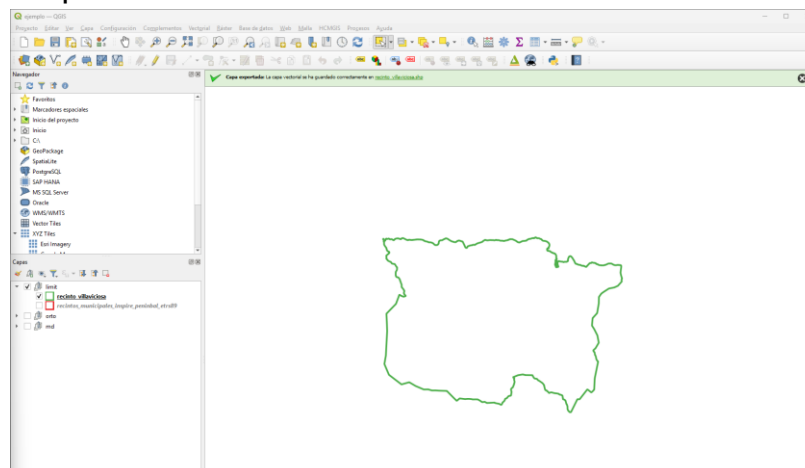 ejemplo — QGIS
Proyecto Editar Ver Capa Configuración Complementos Vectorial Ráster Base de datos Web Malla HCMGIS Proceso Ayuda
Navegador
Capa exportada: La capa vectorial se ha guardado correctamente en recinto_villaviciosa.shp
Favoritos
Marcadores espaciales
Inicio del proyecto
Inicio
C:\
GeoPackage
SpatiaLite
PostgreSQL
SAP HANA
MS SQL Server
Oracle
WMS/WMTS
Vector Tiles
XYZ Tiles
Esri Imagery
Capas
limit
recinto_villaviciosa
recintos_municipales_inspire_peninbal_etrs89
orto
md